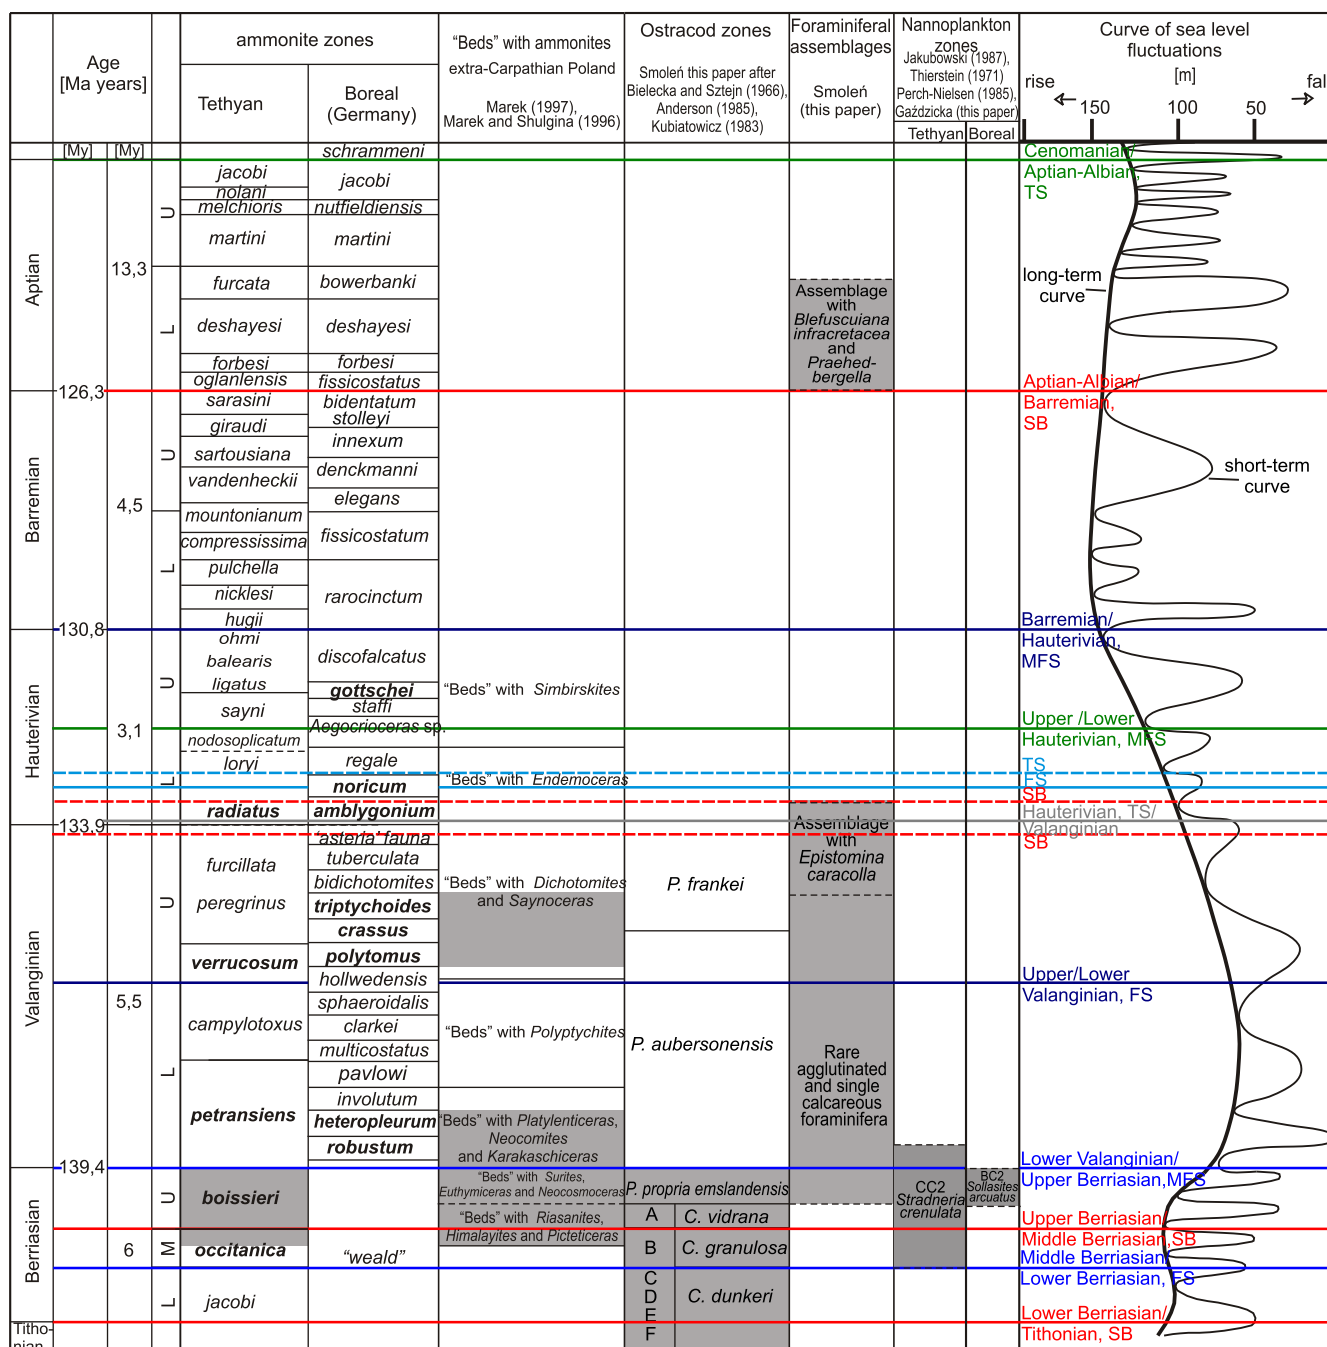 Age
[Ma years]
ammonite zones
Tethyan
Boreal
(Germany)
“Beds” with ammonites
extra-Carpathian Poland
Marek (1997),
Marek and Shulgina (1996)
Ostracod zones
Smoleń this paper after
Bielecka and Sztejn (1966),
Anderson (1985),
Kubiatowicz (1983)
Foraminiferal
assemblages
Smoleń
(this paper)
Nannoplankton
zones
Jakubowski (1987),
Thierstein (1971)
Perch-Nielsen (1985),
Gaździcka (this paper)
Tethyan
Boreal
Curve of sea level
fluctuations
[m]
rise
fal
150
100
50
[My]
[My]
Aptian
Barremian
Hauterivian
Valanginian
Berriasian
Titho-
nian
126,3
130,8
133,9
139,4
13,3
4,5
3,1
5,5
6
U
L
U
L
U
L
U
L
U
M
L
jacobi
nolani
melchioris
martini
furcata
deshayesi
forbesi
oglanlensis
sarasini
giraudi
sartousiana
vandenheckii
mountonianum
compressissima
pulchella
nicklesi
hugii
ohmi
balearis
ligatus
sayni
nodosoplicatum
loryi
radiatus
furcillata
peregrinus
verrucosum
campylotoxus
petransiens
boissieri
occitanica
jacobi
schrammeni
jacobi
nutfieldiensis
martini
bowerbanki
deshayesi
forbesi
fissicostatus
bidentatum
stolleyi
innexum
denckmanni
elegans
fissicostatum
rarocinctum
discofalcatus
gottschei
staffi
Aegocrioceras sp.
regale
noricum
amblygonium
'asteria' fauna
tuberculata
bidichotomites
triptychoides
crassus
polytomus
hollwedensis
sphaeroidalis
clarkei
multicostatus
pavlowi
involutum
heteropleurum
robustum
“weald”
“Beds” with Simbirskites
“Beds” with Endemoceras
“Beds” with Dichotomites
and Saynoceras
“Beds” with Polyptychites
“Beds” with Platylenticeras,
Neocomites
and Karakaschiceras
“Beds” with Surites,
Euthymiceras and Neocosmoceras
“Beds” with Riasanites,
Himalayites and Picteticeras
P. frankei
P. aubersonensis
P. propria emslandensis
A
C. vidrana
B
C. granulosa
C
D
C. dunkeri
E
F
Assemblage
with
Blefuscuiana
infracretacea
and
Praehed-
bergella
Assemblage
with
Epistomina
caracolla
Rare
agglutinated
and single
calcareous
foraminifera
CC2
Stradneria
crenulata
BC2
Sollasites
arcuatus
Cenomanian/
Aptian-Albian,
TS
long-term
curve
Aptian-Albian/
Barremian,
SB
short-term
curve
Barremian/
Hauterivian,
MFS
Upper /Lower
Hauterivian, MFS
TS
FS
SB
Hauterivian, TS/
Valanginian
SB
Upper/Lower
Valanginian, FS
Lower Valanginian/
Upper Berriasian,MFS
Upper Berriasian/
Middle Berriasian,SB
Middle Berriasian/
Lower Berriasian, FS
Lower Berriasian/
Tithonian, SB